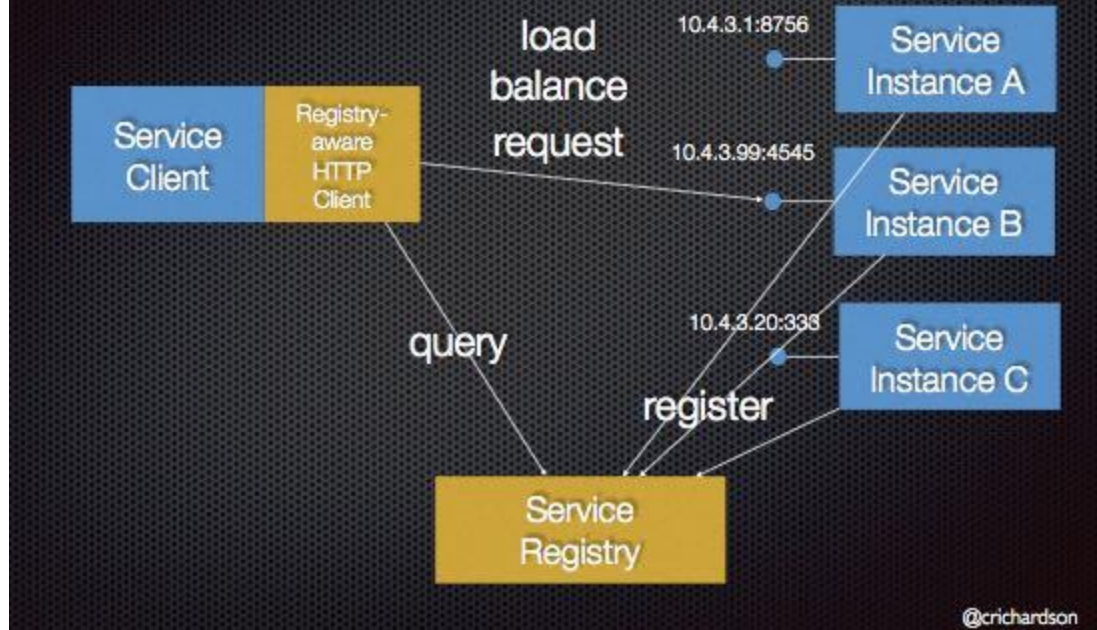 load
balance
request
10.4.3.1:8756
Service
Instance A
Service
Client
Registry-
aware
HTTP
Client
10.4.3.99:4545
Service
Instance B
query
10.4.3.20:333
Service
Instance C
register
Service
Registry
@crichardson